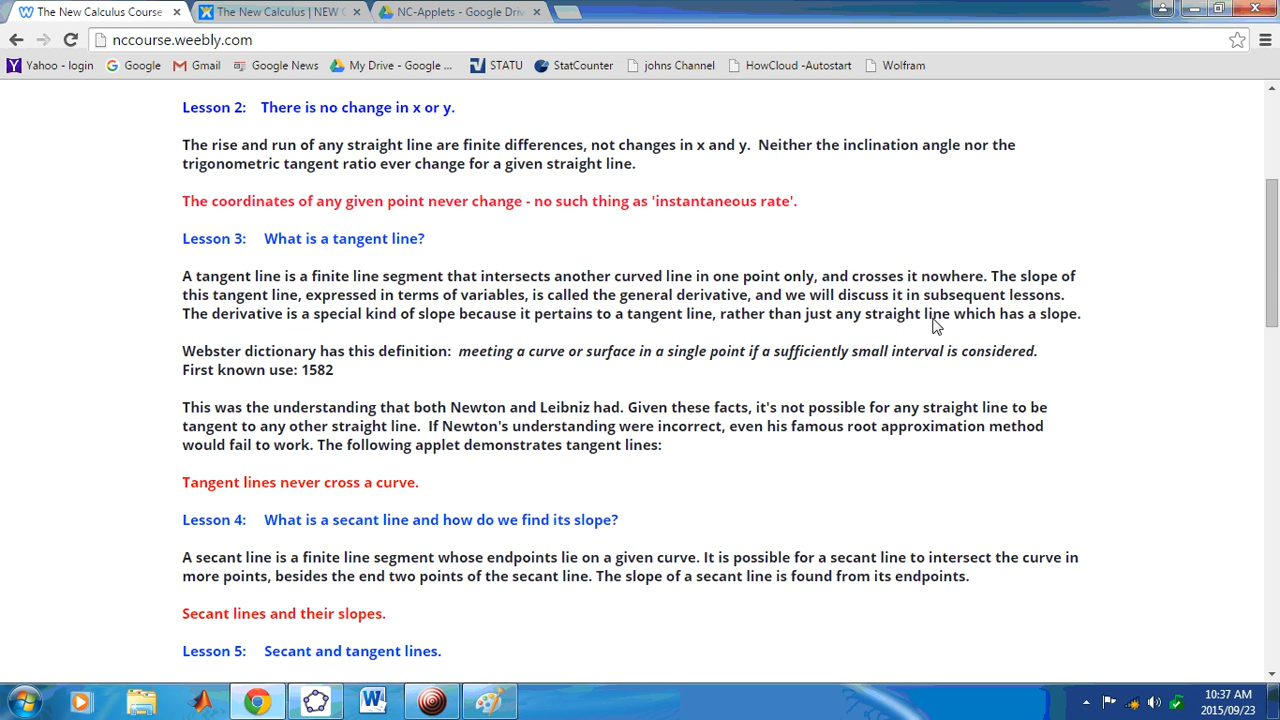 The New Calculus Course
The New Calculus | NEW C
NC-Applets - Google Driv
nccourse.weebly.com
Yahoo - login
Google
Gmail
Google News
My Drive - Google ...
STATU
StatCounter
johns Channel
HowCloud -Autostart
Wolfram
Lesson 2: There is no change in x or y.
The rise and run of any straight line are finite differences, not changes in x and y. Neither the inclination angle nor the
trigonometric tangent ratio ever change for a given straight line.
The coordinates of any given point never change - no such thing as 'instantaneous rate'.
Lesson 3: What is a tangent line?
A tangent line is a finite line segment that intersects another curved line in one point only, and crosses it nowhere. The slope of
this tangent line, expressed in terms of variables, is called the general derivative, and we will discuss it in subsequent lessons.
The derivative is a special kind of slope because it pertains to a tangent line, rather than just any straight line which has a slope.
Webster dictionary has this definition: meeting a curve or surface in a single point if a sufficiently small interval is considered.
First known use: 1582
This was the understanding that both Newton and Leibniz had. Given these facts, it's not possible for any straight line to be
tangent to any other straight line. If Newton's understanding were incorrect, even his famous root approximation method
would fail to work. The following applet demonstrates tangent lines:
Tangent lines never cross a curve.
Lesson 4: What is a secant line and how do we find its slope?
A secant line is a finite line segment whose endpoints lie on a given curve. It is possible for a secant line to intersect the curve in
more points, besides the end two points of the secant line. The slope of a secant line is found from its endpoints.
Secant lines and their slopes.
Lesson 5: Secant and tangent lines.
10:37 AM
2015/09/23